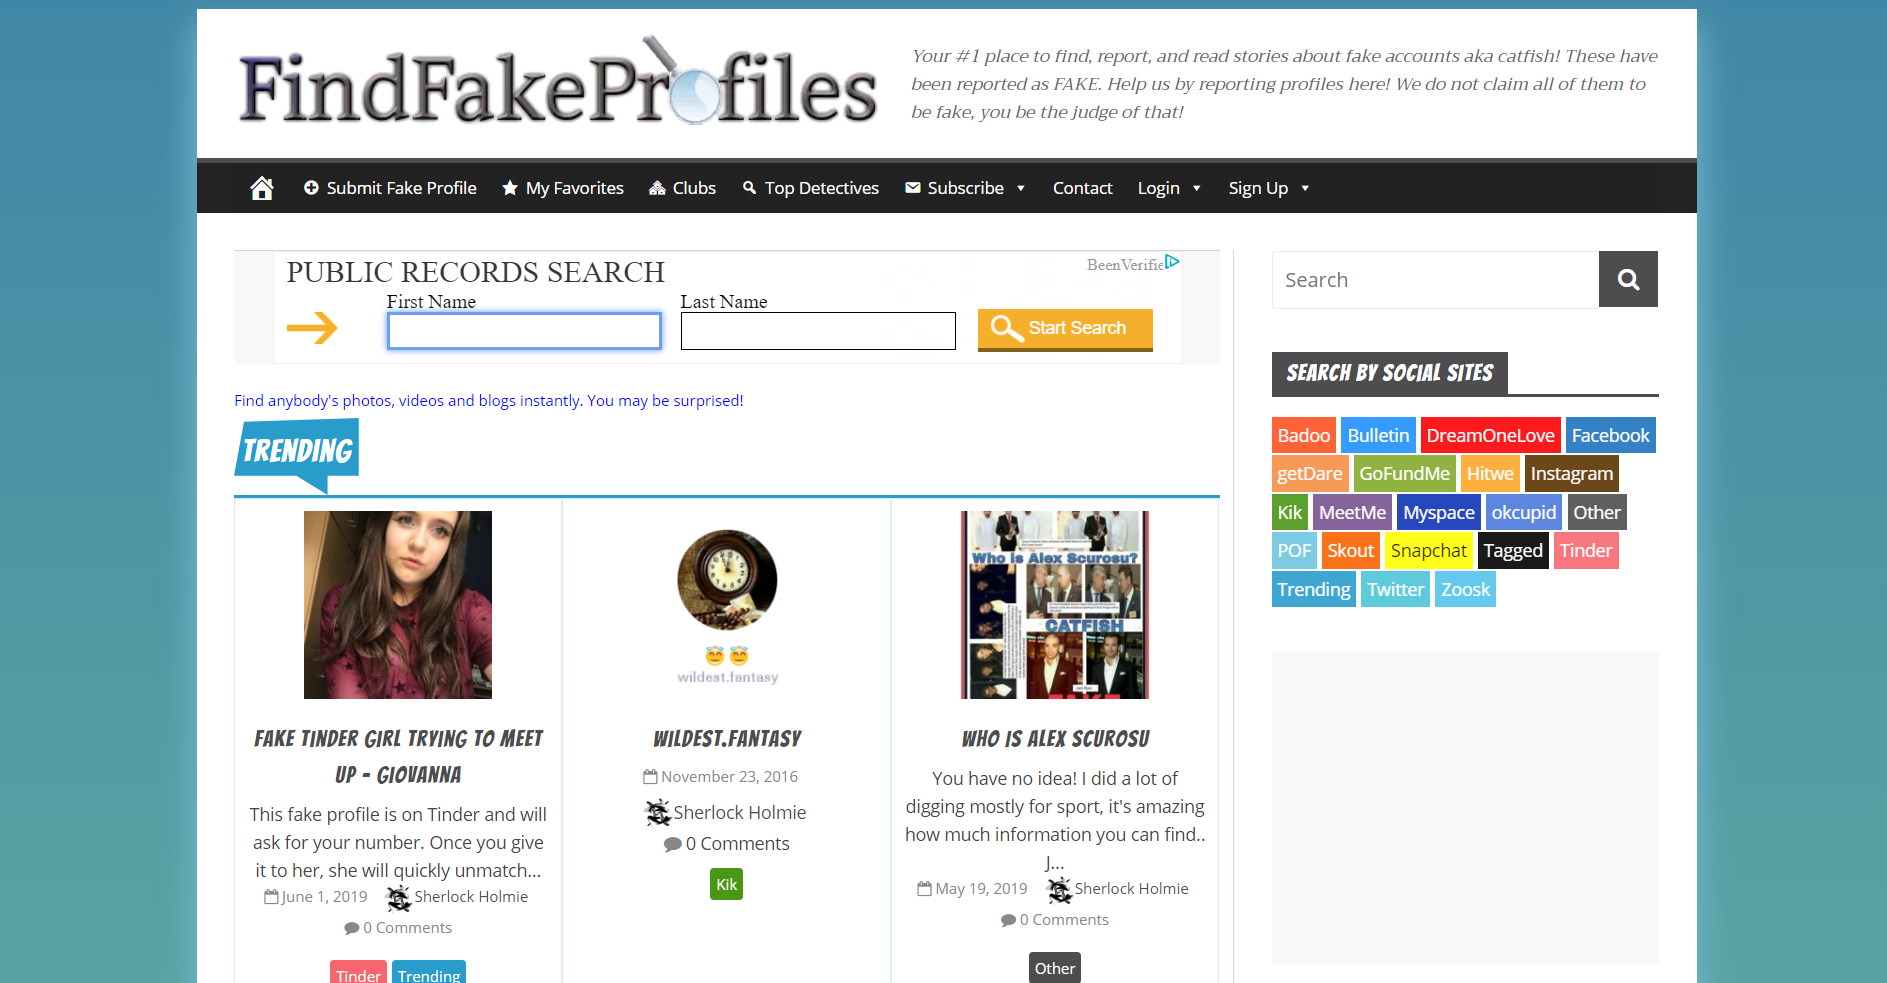 FindFakeProfiles
Your #1 place to find, report, and read stories about fake accounts aka catfish! These have
been reported as FAKE. Help us by reporting profiles here! We do not claim all of them to
be fake, you be the judge of that!
Submit Fake Profile My Favorites Clubs Top Detectives Subscribe Contact Login Sign Up
PUBLIC RECORDS SEARCH
BeenVerifie
First Name Last Name
Start Search
Find anybody's photos, videos and blogs instantly. You may be surprised!
TRENDING
FAKE TINDER GIRL TRYING TO MEET
UP - GIOVANNA
This fake profile is on Tinder and will
ask for your number. Once you give
it to her, she will quickly unmatch...
June 1, 2019 Sherlock Holmie
0 Comments
Tinder Trending
wildest.fantasy
WILDEST.FANTASY
November 23, 2016
Sherlock Holmie
0 Comments
Kik
Who is Alex Scurosu?
CATFISH
FAKE
WHO IS ALEX SCUROSU
You have no idea! I did a lot of
digging mostly for sport, it's amazing
how much information you can find..
J...
May 19, 2019 Sherlock Holmie
0 Comments
Other
Search
SEARCH BY SOCIAL SITES
Badoo Bulletin DreamOneLove Facebook
getDare GoFundMe Hitwe Instagram
Kik MeetMe Myspace okcupid Other
POF Skout Snapchat Tagged Tinder
Trending Twitter Zoosk